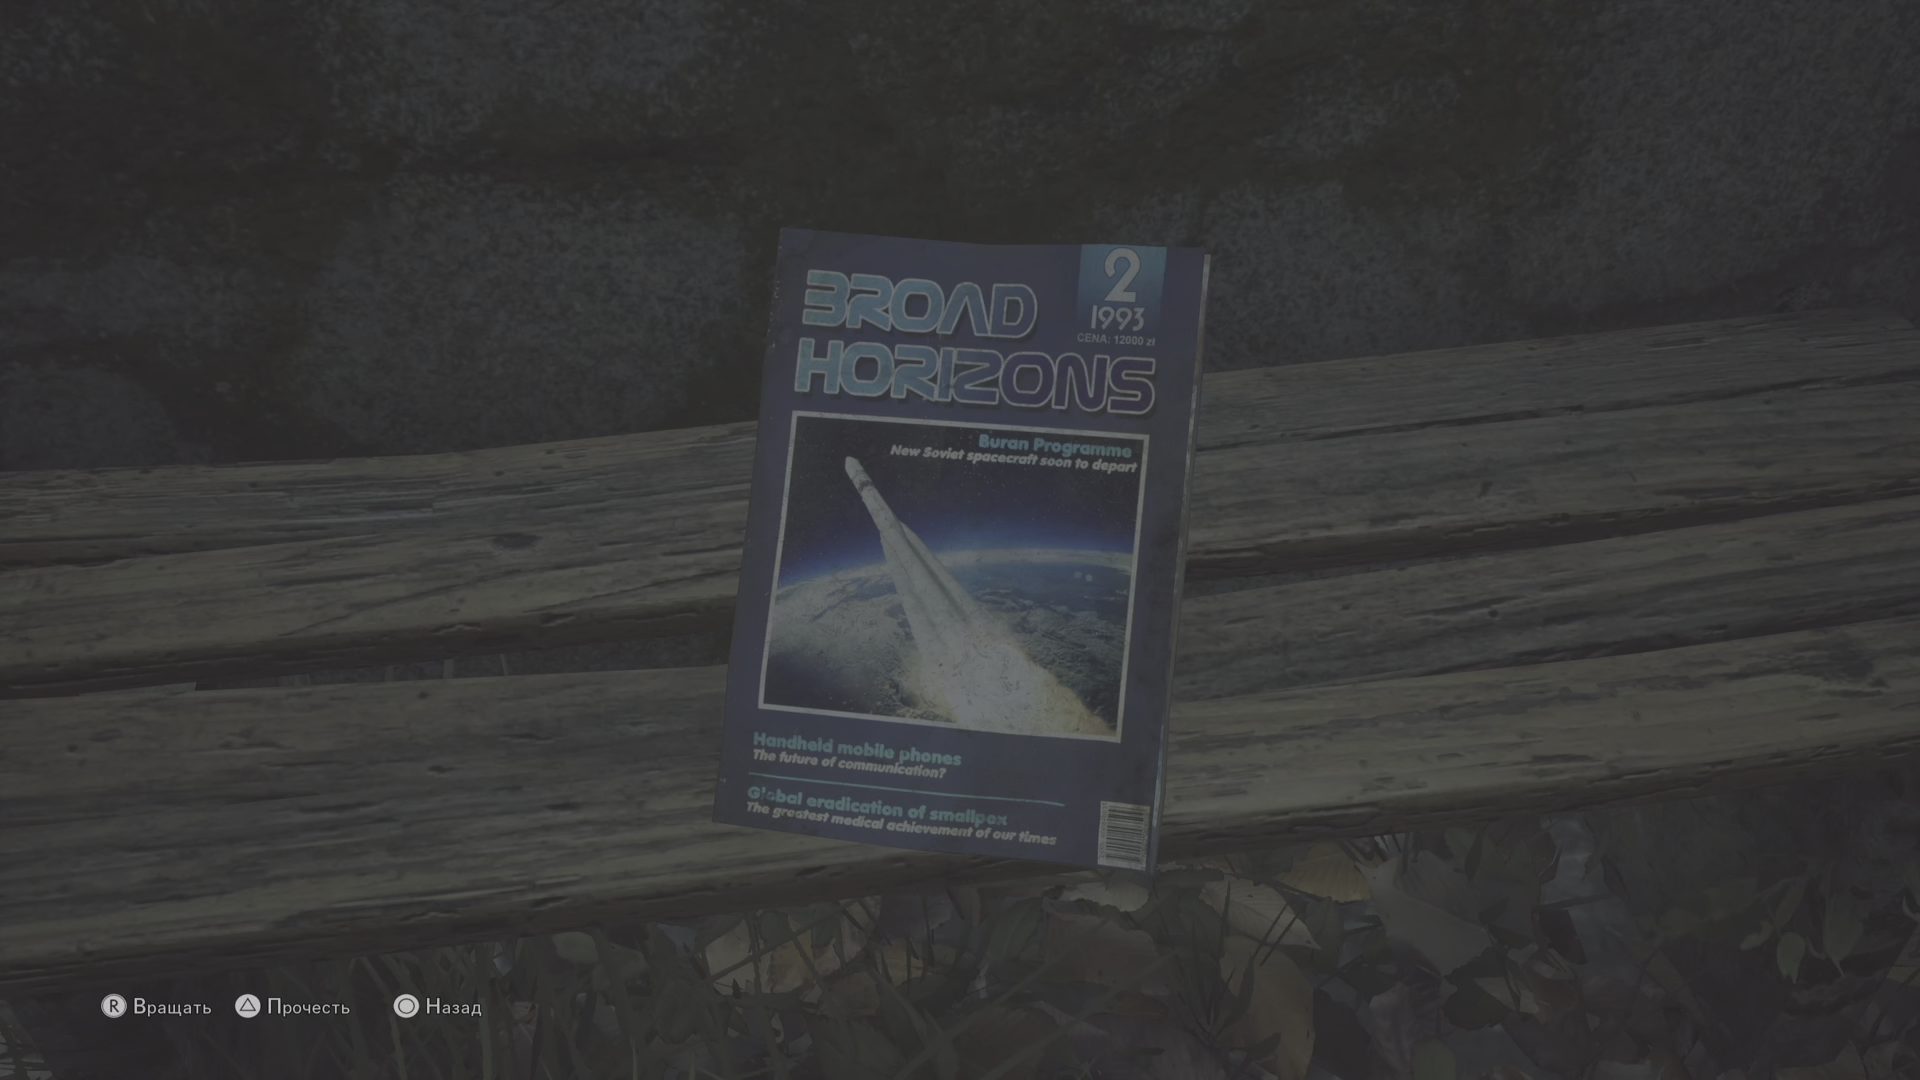 BROAD
HORIZONS
2
1993
CENA: 12000 zł
Buran Programme
New Soviet spacecraft soon to depart
Handheld mobile phones
The future of communication?
Global eradication of smallpox
The greatest medical achievement of our times
R Вращать Прочесть Назад